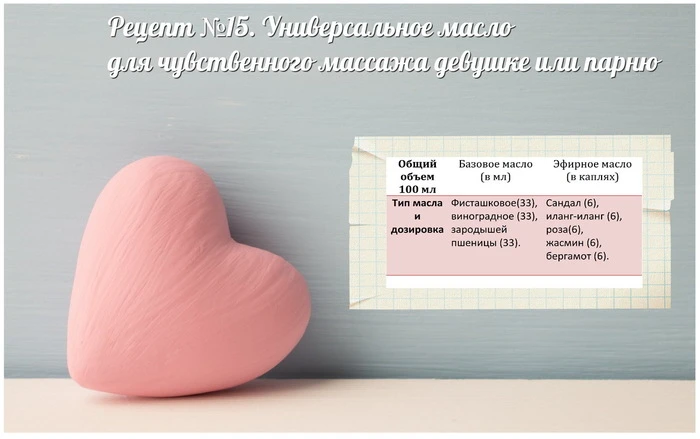 Рецепт №15. Универсальное масло
для чувственного массажа девушке или парню
Общий объем 100 мл
Базовое масло (в мл)
Эфирное масло (в каплях)
Тип масла и дозировка
Фисташковое(33),
виноградное (33),
зародышей
пшеницы (33).
Сандал (6),
иланг-иланг (6),
роза(6),
жасмин (6),
бергамот (6).